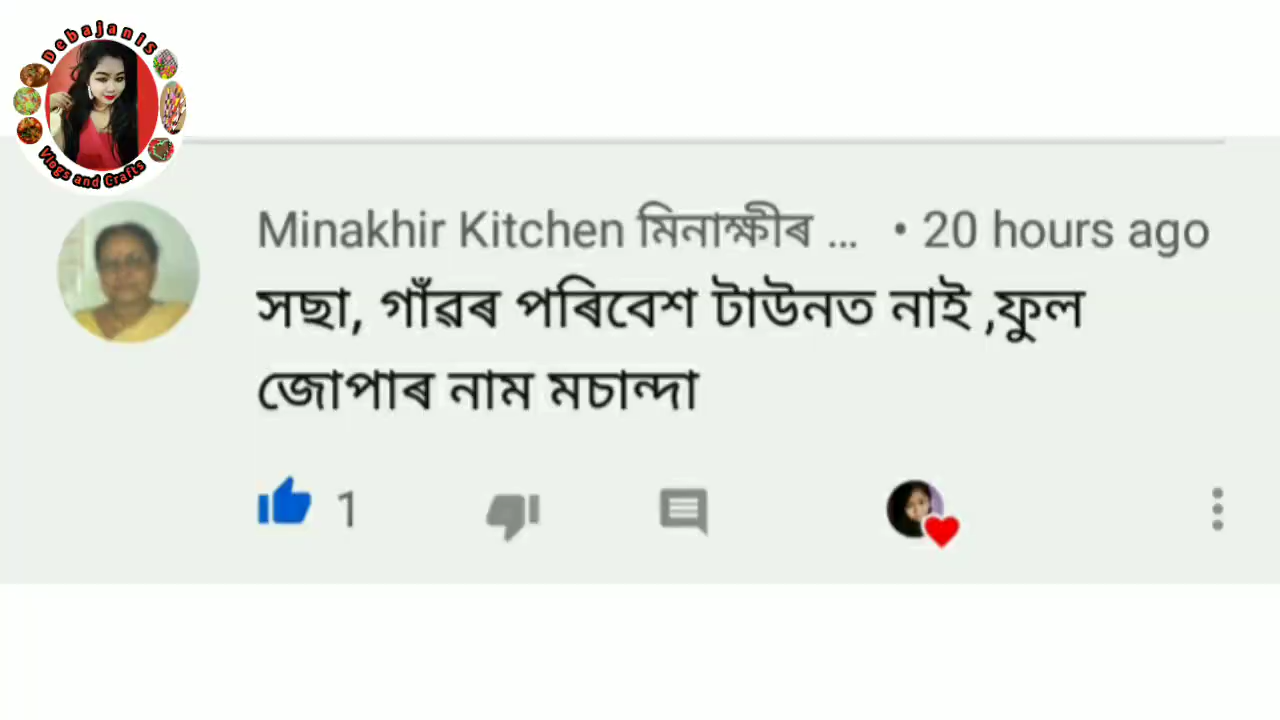 DebajaniS
Vlogs and Crafts
Minakhir Kitchen মিনাক্ষীৰ ... • 20 hours ago
সছা, গাঁৱৰ পৰিবেশ টাউনত নাই ,ফুল
জোপাৰ নাম মচান্দা
1